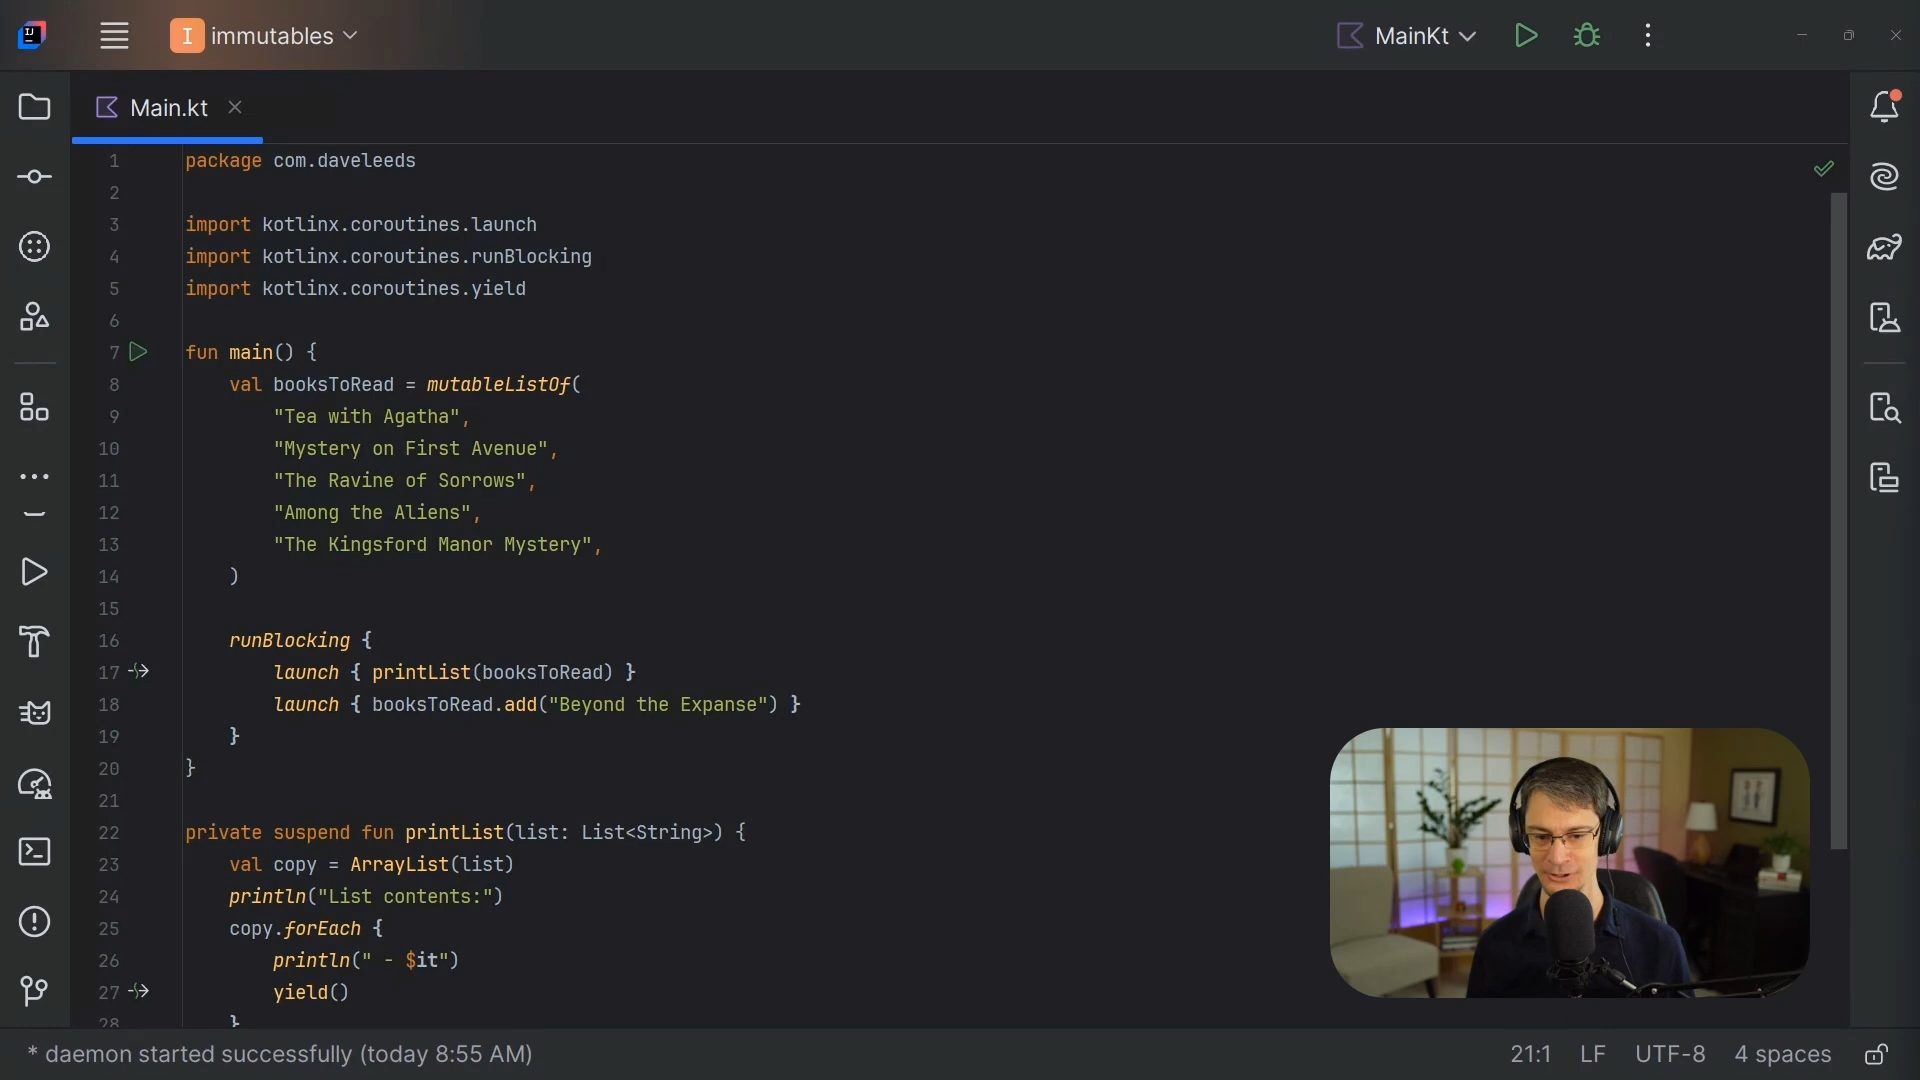 IJ
I immutables
MainKt
Main.kt
1 package com.daveleeds
2
3 import kotlinx.coroutines.launch
4 import kotlinx.coroutines.runBlocking
5 import kotlinx.coroutines.yield
6
7 fun main() {
8 val booksToRead = mutableListOf(
9 "Tea with Agatha",
10 "Mystery on First Avenue",
11 "The Ravine of Sorrows",
12 "Among the Aliens",
13 "The Kingsford Manor Mystery",
14 )
15
16 runBlocking {
17 launch { printList(booksToRead) }
18 launch { booksToRead.add("Beyond the Expanse") }
19 }
20 }
21
22 private suspend fun printList(list: List<String>) {
23 val copy = ArrayList(list)
24 println("List contents:")
25 copy.forEach {
26 println(" - $it")
27 yield()
28 }
* daemon started successfully (today 8:55 AM)
21:1 LF UTF-8 4 spaces